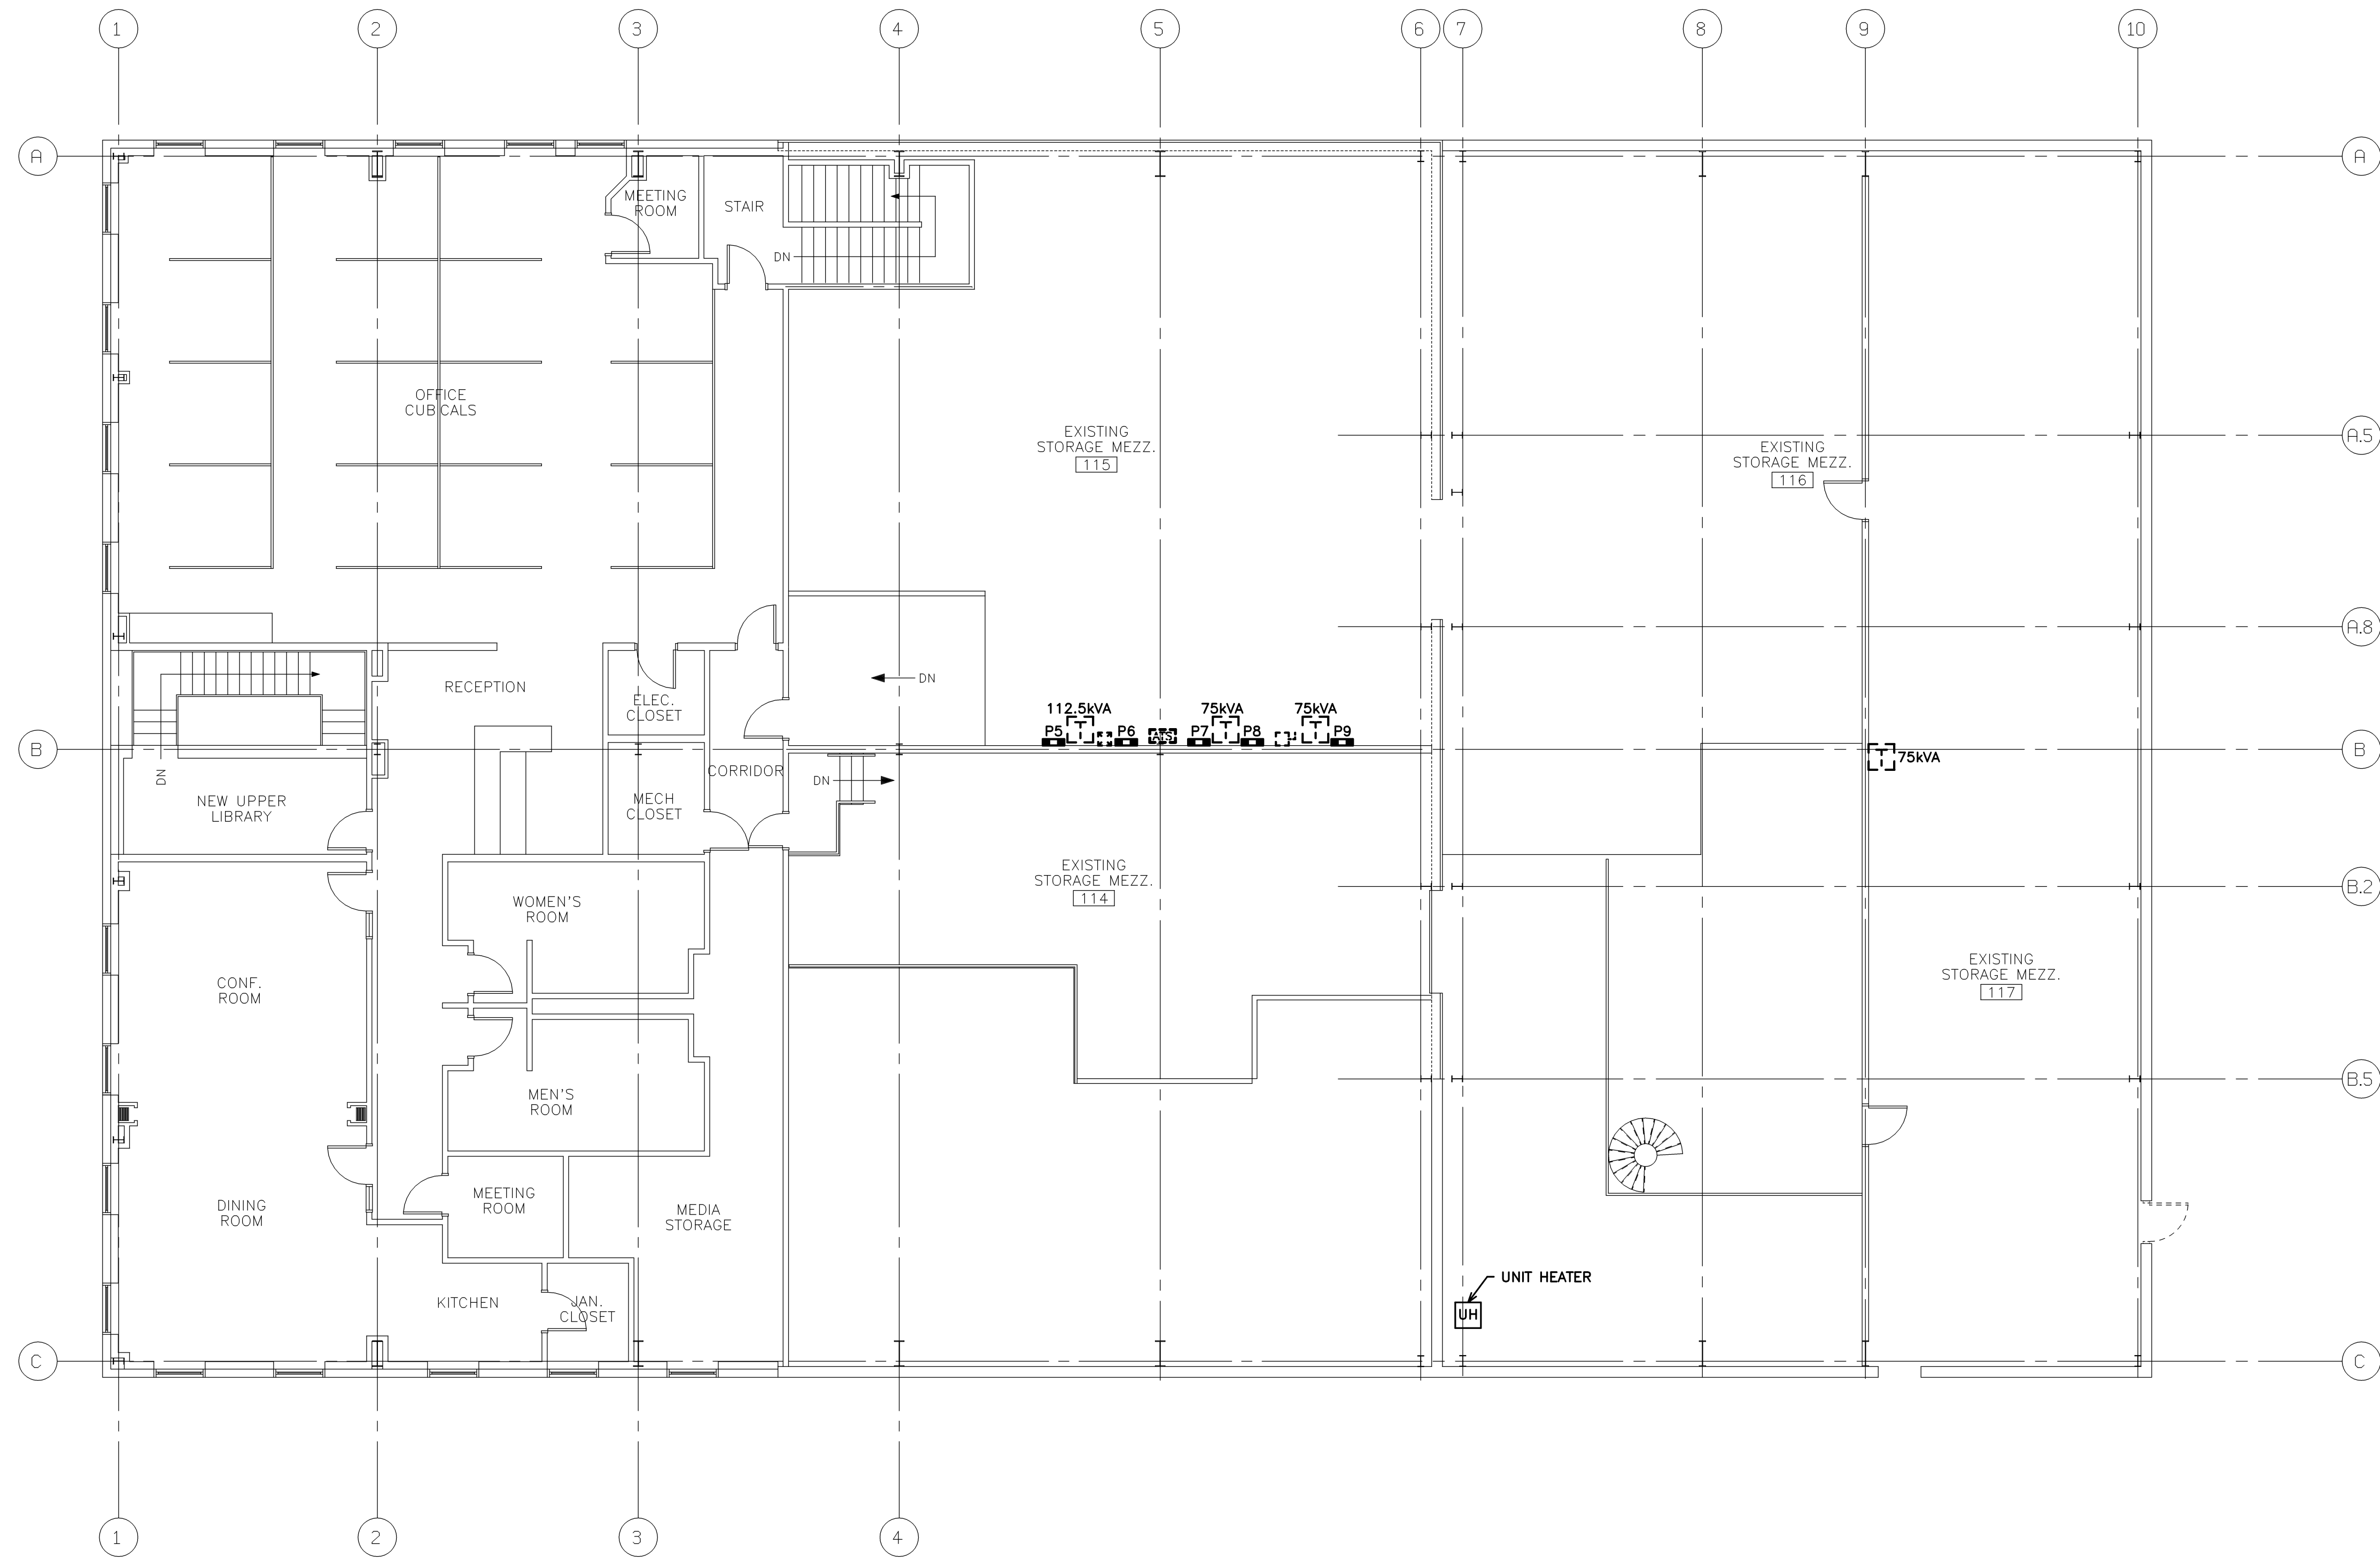 1
2
3
4
5
6
7
8
9
10
A
A
MEETING
ROOM
STAIR
DN
OFFICE
CUBICALS
EXISTING
STORAGE MEZZ.
115
A.5
EXISTING
STORAGE MEZZ.
116
A.8
RECEPTION
DN
ELEC.
CLOSET
112.5kVA
75kVA
75kVA
P5
T
P6
ATS
P7
T
P8
J
T
P9
B
B
T
75kVA
DN
CORRIDOR
DN
NEW UPPER
LIBRARY
MECH
CLOSET
EXISTING
STORAGE MEZZ.
114
B.2
WOMEN'S
ROOM
CONF.
ROOM
EXISTING
STORAGE MEZZ.
117
B.5
MEN'S
ROOM
MEETING
ROOM
DINING
ROOM
MEDIA
STORAGE
UNIT HEATER
UH
KITCHEN
JAN.
CLOSET
C
C
1
2
3
4